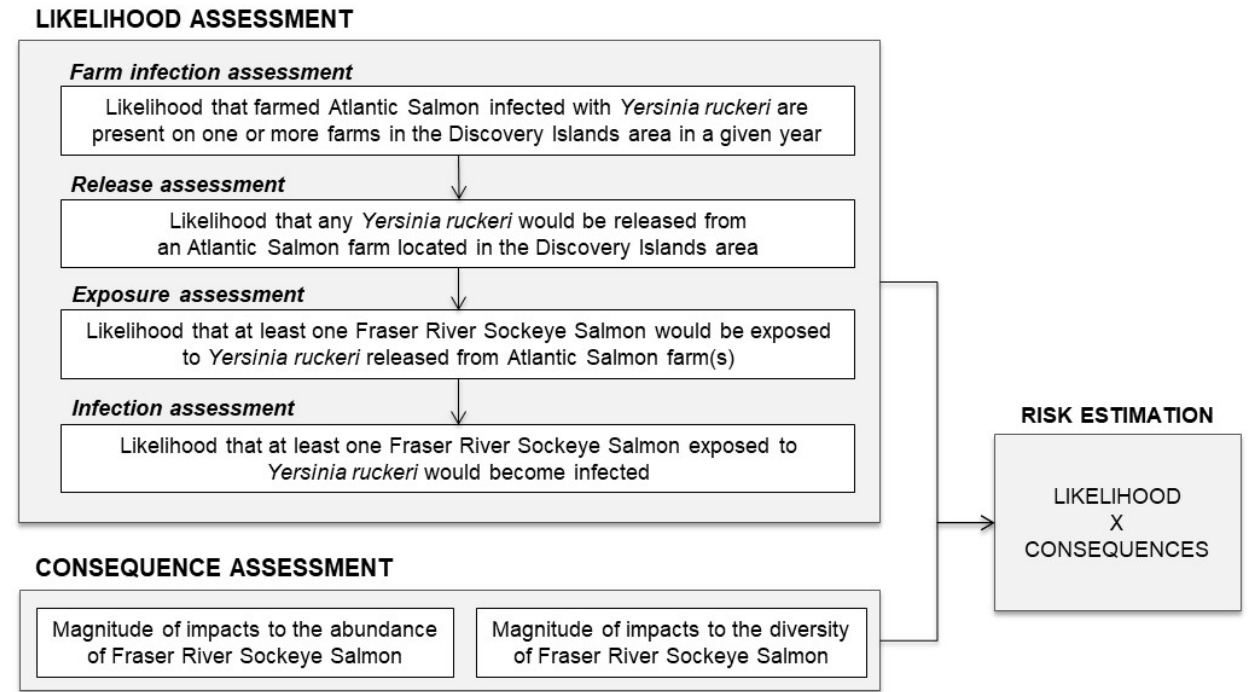 LIKELIHOOD ASSESSMENT
Farm infection assessment
Likelihood that farmed Atlantic Salmon infected with Yersinia ruckeri are
present on one or more farms in the Discovery Islands area in a given year
Release assessment
Likelihood that any Yersinia ruckeri would be released from
an Atlantic Salmon farm located in the Discovery Islands area
Exposure assessment
Likelihood that at least one Fraser River Sockeye Salmon would be exposed
to Yersinia ruckeri released from Atlantic Salmon farm(s)
Infection assessment
Likelihood that at least one Fraser River Sockeye Salmon exposed to
Yersinia ruckeri would become infected
CONSEQUENCE ASSESSMENT
Magnitude of impacts to the abundance
of Fraser River Sockeye Salmon
Magnitude of impacts to the diversity
of Fraser River Sockeye Salmon
RISK ESTIMATION
LIKELIHOOD
X
CONSEQUENCES